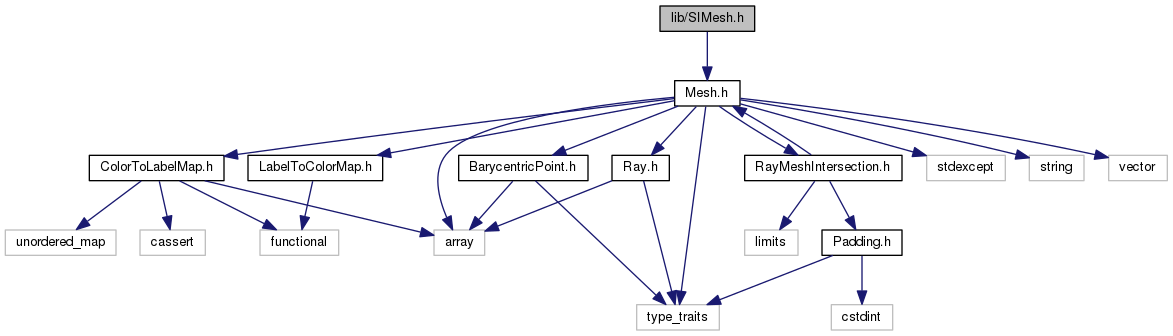 lib/SIMesh.h
Mesh.h
ColorToLabelMap.h
LabelToColorMap.h
BarycentricPoint.h
Ray.h
RayMeshIntersection.h
stdexcept
string
vector
unordered_map
cassert
functional
array
limits
Padding.h
type_traits
cstdint